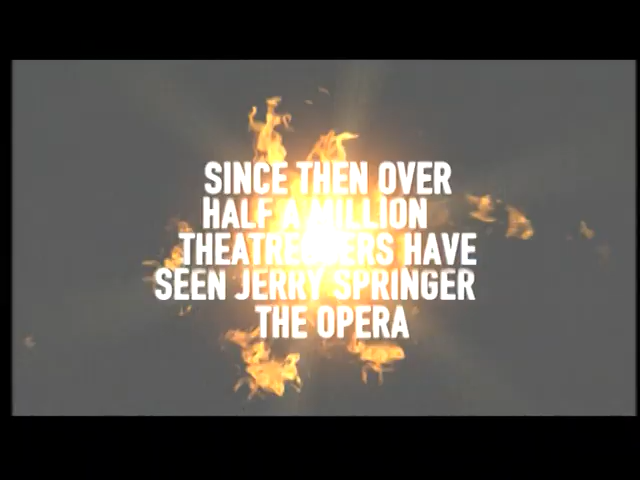 SINCE THEN OVER
HALF A MILLION
THEATREGOERS HAVE
SEEN JERRY SPRINGER
THE OPERA